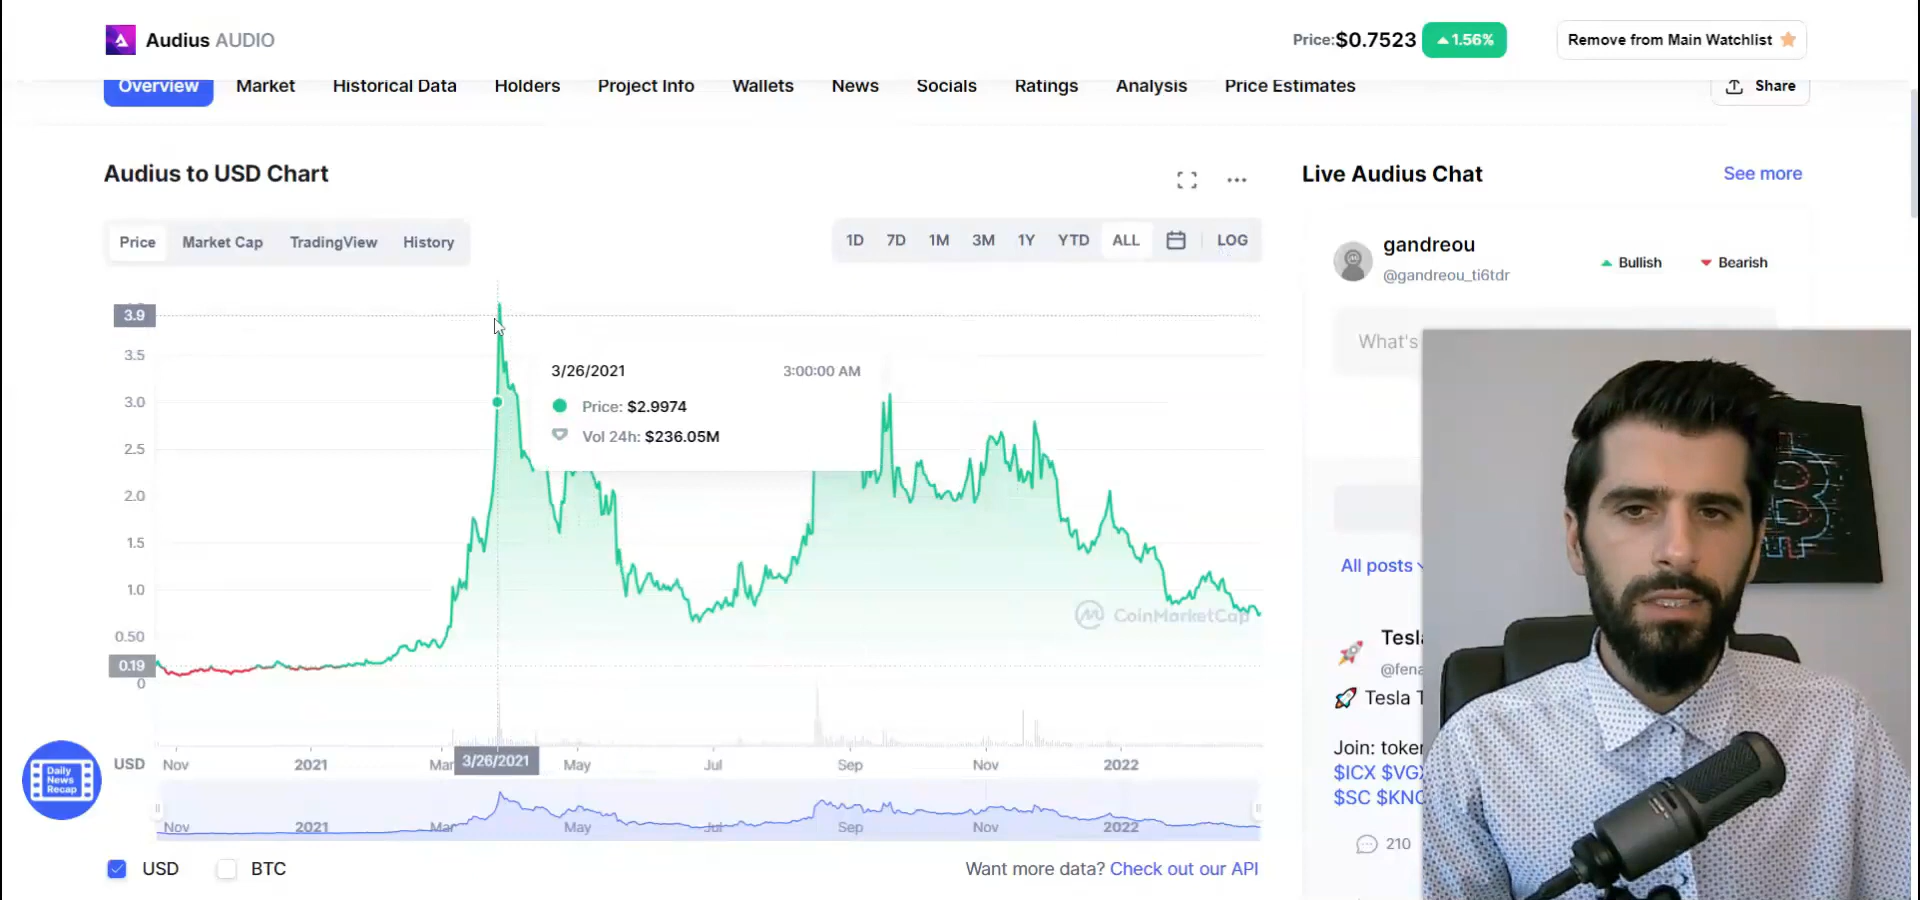 Audius AUDIO
Price:$0.7523 1.56% Remove from Main Watchlist
Overview Market Historical Data Holders Project Info Wallets News Socials Ratings Analysis Price Estimates Share
Audius to USD Chart
Live Audius Chat See more
Price Market Cap TradingView History
1D 7D 1M 3M 1Y YTD ALL LOG
gandreou
@gandreou_ti6tdr
Bullish Bearish
What's
3.9
3.5
3.0
2.5
2.0
1.5
1.0
0.50
0.19
0
3/26/2021 3:00:00 AM
Price: $2.9974
Vol 24h: $236.05M
CoinMarketCap
All posts
Tesla
@fena
Tesla T
Join: token
$ICX $VGX
$SC $KNC
210
USD Nov 2021 Mar 3/26/2021 May Jul Sep Nov 2022
Nov 2021 Mar May Jul Sep Nov 2022
Daily
News
Recap
USD BTC
Want more data? Check out our API